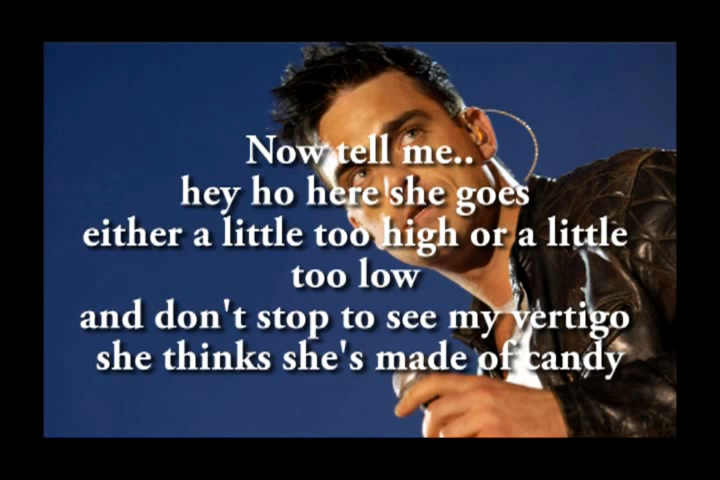 Now tell me..
hey ho here she goes
either a little too high or a little
too low
and don't stop to see my vertigo
she thinks she's made of candy